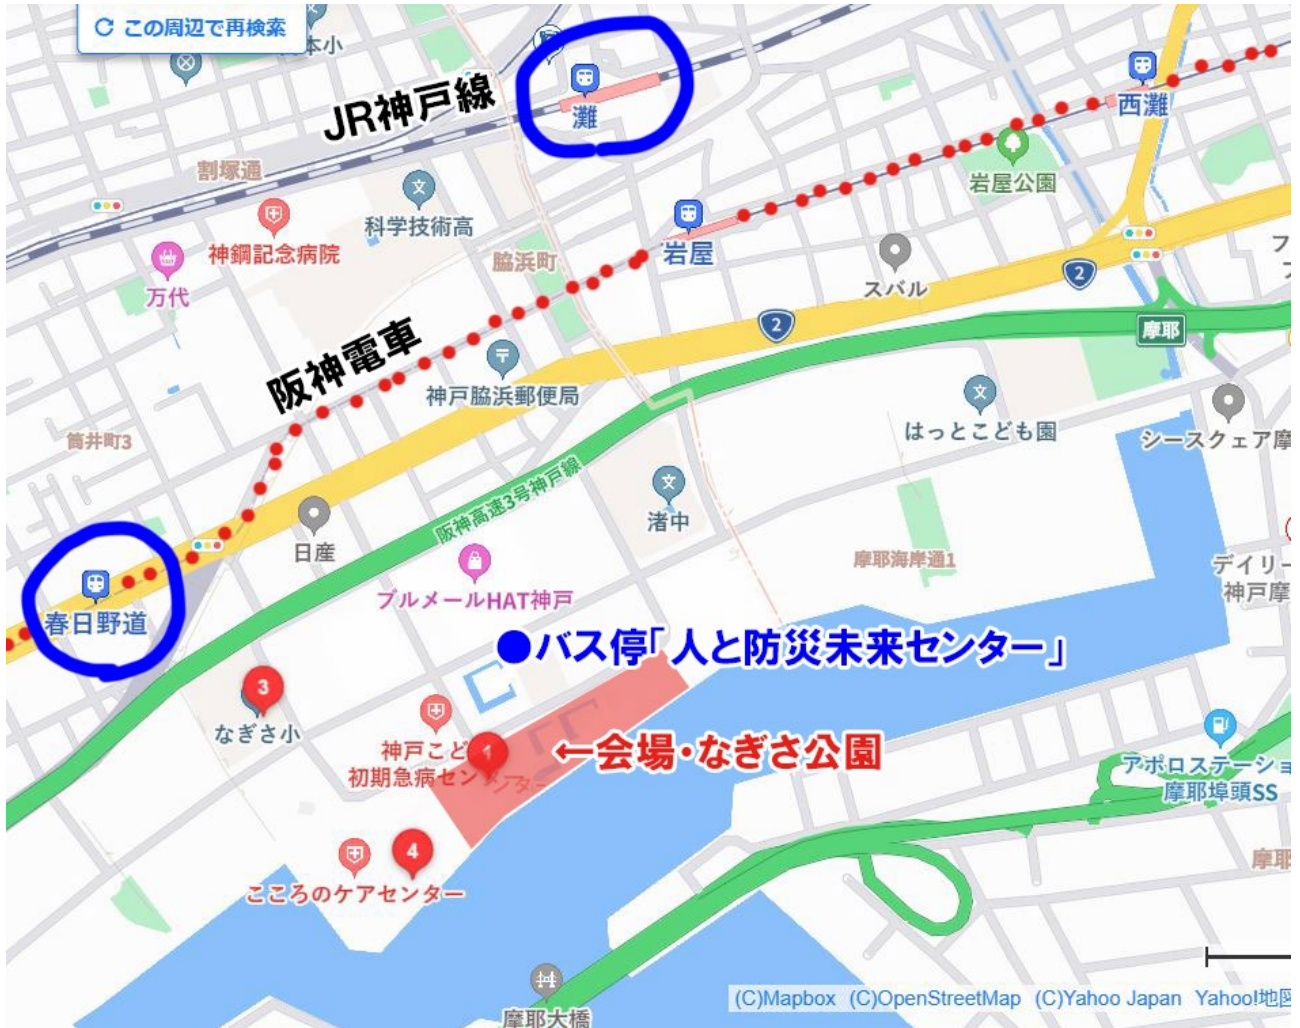 この周辺で再検索
本小
JR神戸線
灘
西灘
割塚通
科学技術高
岩屋公園
神鋼記念病院
脇浜町
岩屋
万代
スバル
2
2
摩耶
阪神電車
神戸脇浜郵便局
はっとこども園
シースクェア摩
筒井町3
阪神高速3号神戸線
渚中
日産
摩耶海岸通1
デイリー
神戸摩
ブルメールHAT神戸
春日野道
●バス停「人と防災未来センター」
3
なぎさ小
神戸こど
初期急病センター
1
←会場・なぎさ公園
アポロステーショ
摩耶埠頭SS
4
こころのケアセンター
摩耶
摩耶大橋
(C)Mapbox (C)OpenStreetMap (C)Yahoo Japan Yahoo!地図